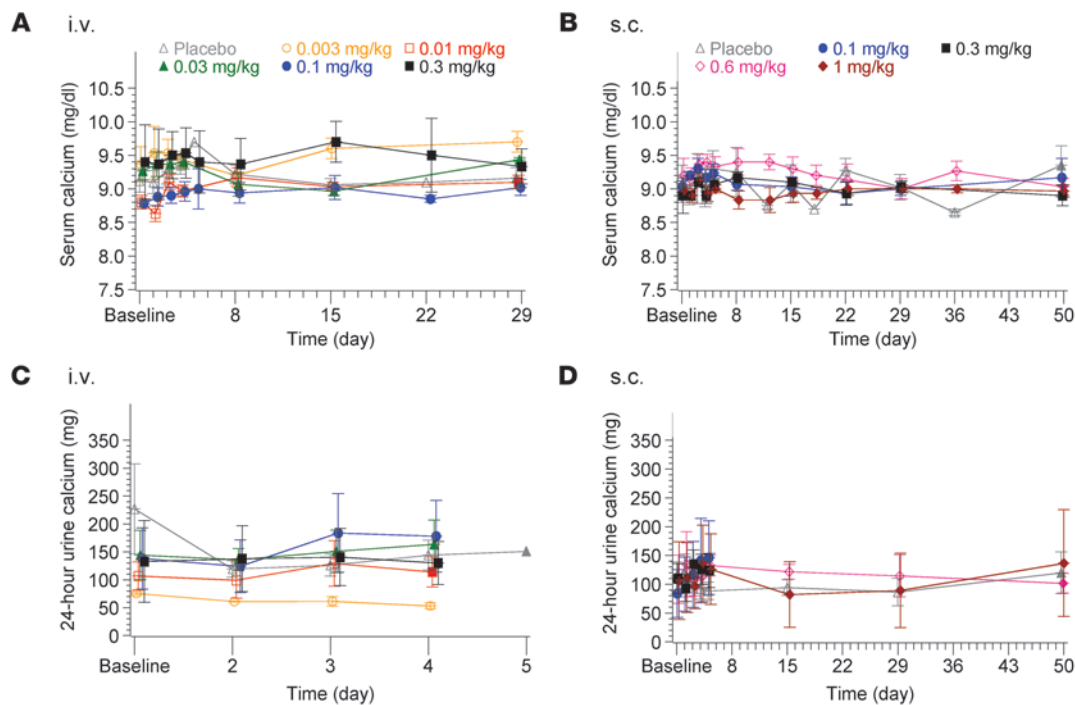 A i.v.
Placebo 0.003 mg/kg 0.01 mg/kg
0.03 mg/kg 0.1 mg/kg 0.3 mg/kg
Serum calcium (mg/dl)
10.5
10.0
9.5
9.0
8.5
8.0
7.5
Baseline 8 15 22 29
Time (day)
B s.c.
Placebo 0.1 mg/kg 0.3 mg/kg
0.6 mg/kg 1 mg/kg
Serum calcium (mg/dl)
10.5
10.0
9.5
9.0
8.5
8.0
7.5
Baseline 8 15 22 29 36 43 50
Time (day)
C i.v.
24-hour urine calcium (mg)
350
300
250
200
150
100
50
0
Baseline 2 3 4 5
Time (day)
D s.c.
24-hour urine calcium (mg)
350
300
250
200
150
100
50
0
Baseline 8 15 22 29 36 43 50
Time (day)